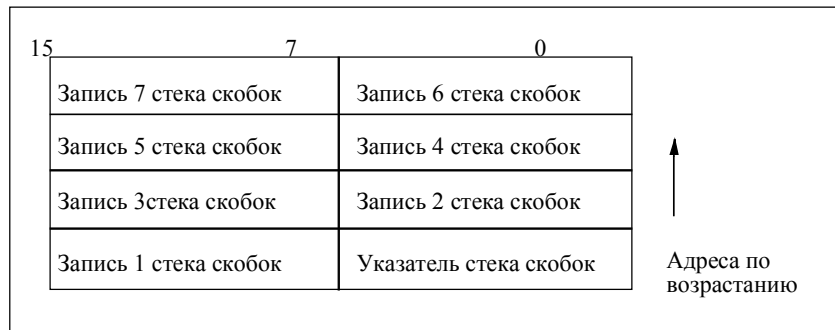 15 7 0
Запись 7 стека скобок Запись 6 стека скобок
Запись 5 стека скобок Запись 4 стека скобок
Запись 3стека скобок Запись 2 стека скобок
Запись 1 стека скобок Указатель стека скобок
Адреса по
возрастанию